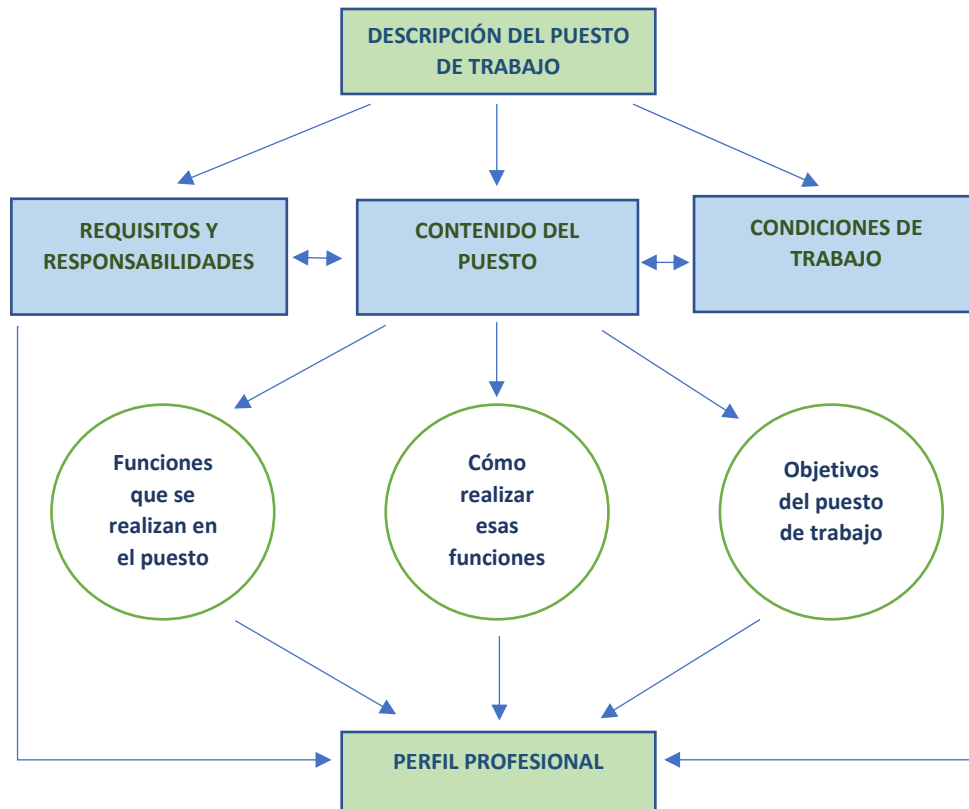 DESCRIPCIÓN DEL PUESTO
DE TRABAJO
REQUISITOS Y
RESPONSABILIDADES
CONTENIDO DEL
PUESTO
CONDICIONES DE
TRABAJO
Funciones
que se
realizan en
el puesto
Cómo
realizar
esas
funciones
Objetivos
del puesto
de trabajo
PERFIL PROFESIONAL